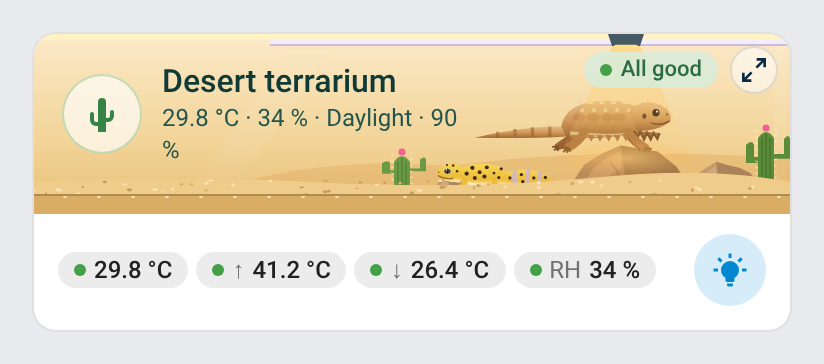 Desert terrarium
All good
29.8 °C · 34 % · Daylight · 90
%
29.8 °C
↑ 41.2 °C
↓ 26.4 °C
RH 34 %